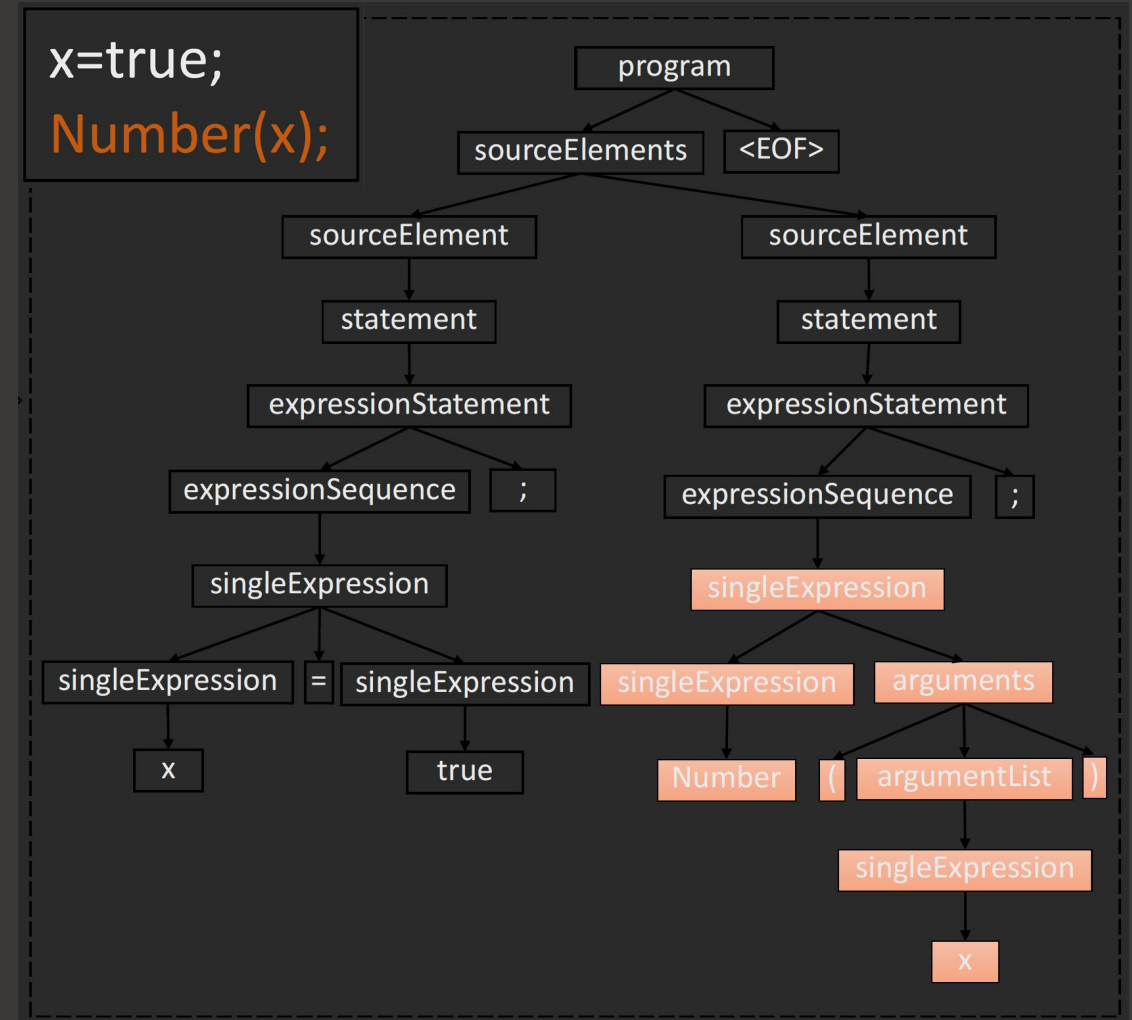 x=true;
Number(x);
program
sourceElements <EOF>
sourceElement sourceElement
statement statement
expressionStatement expressionStatement
expressionSequence ; expressionSequence ;
singleExpression singleExpression
singleExpression = singleExpression singleExpression arguments
x true Number ( argumentList )
singleExpression
x